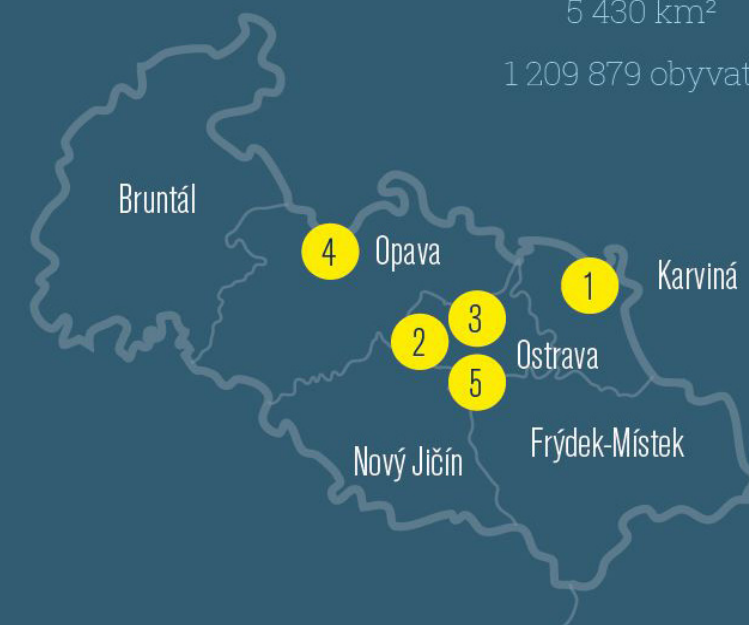 5 430 km²
1 209 879 obyvat
Bruntál
4
Opava
1
Karviná
3
2
Ostrava
5
Frýdek-Místek
Nový Jičín